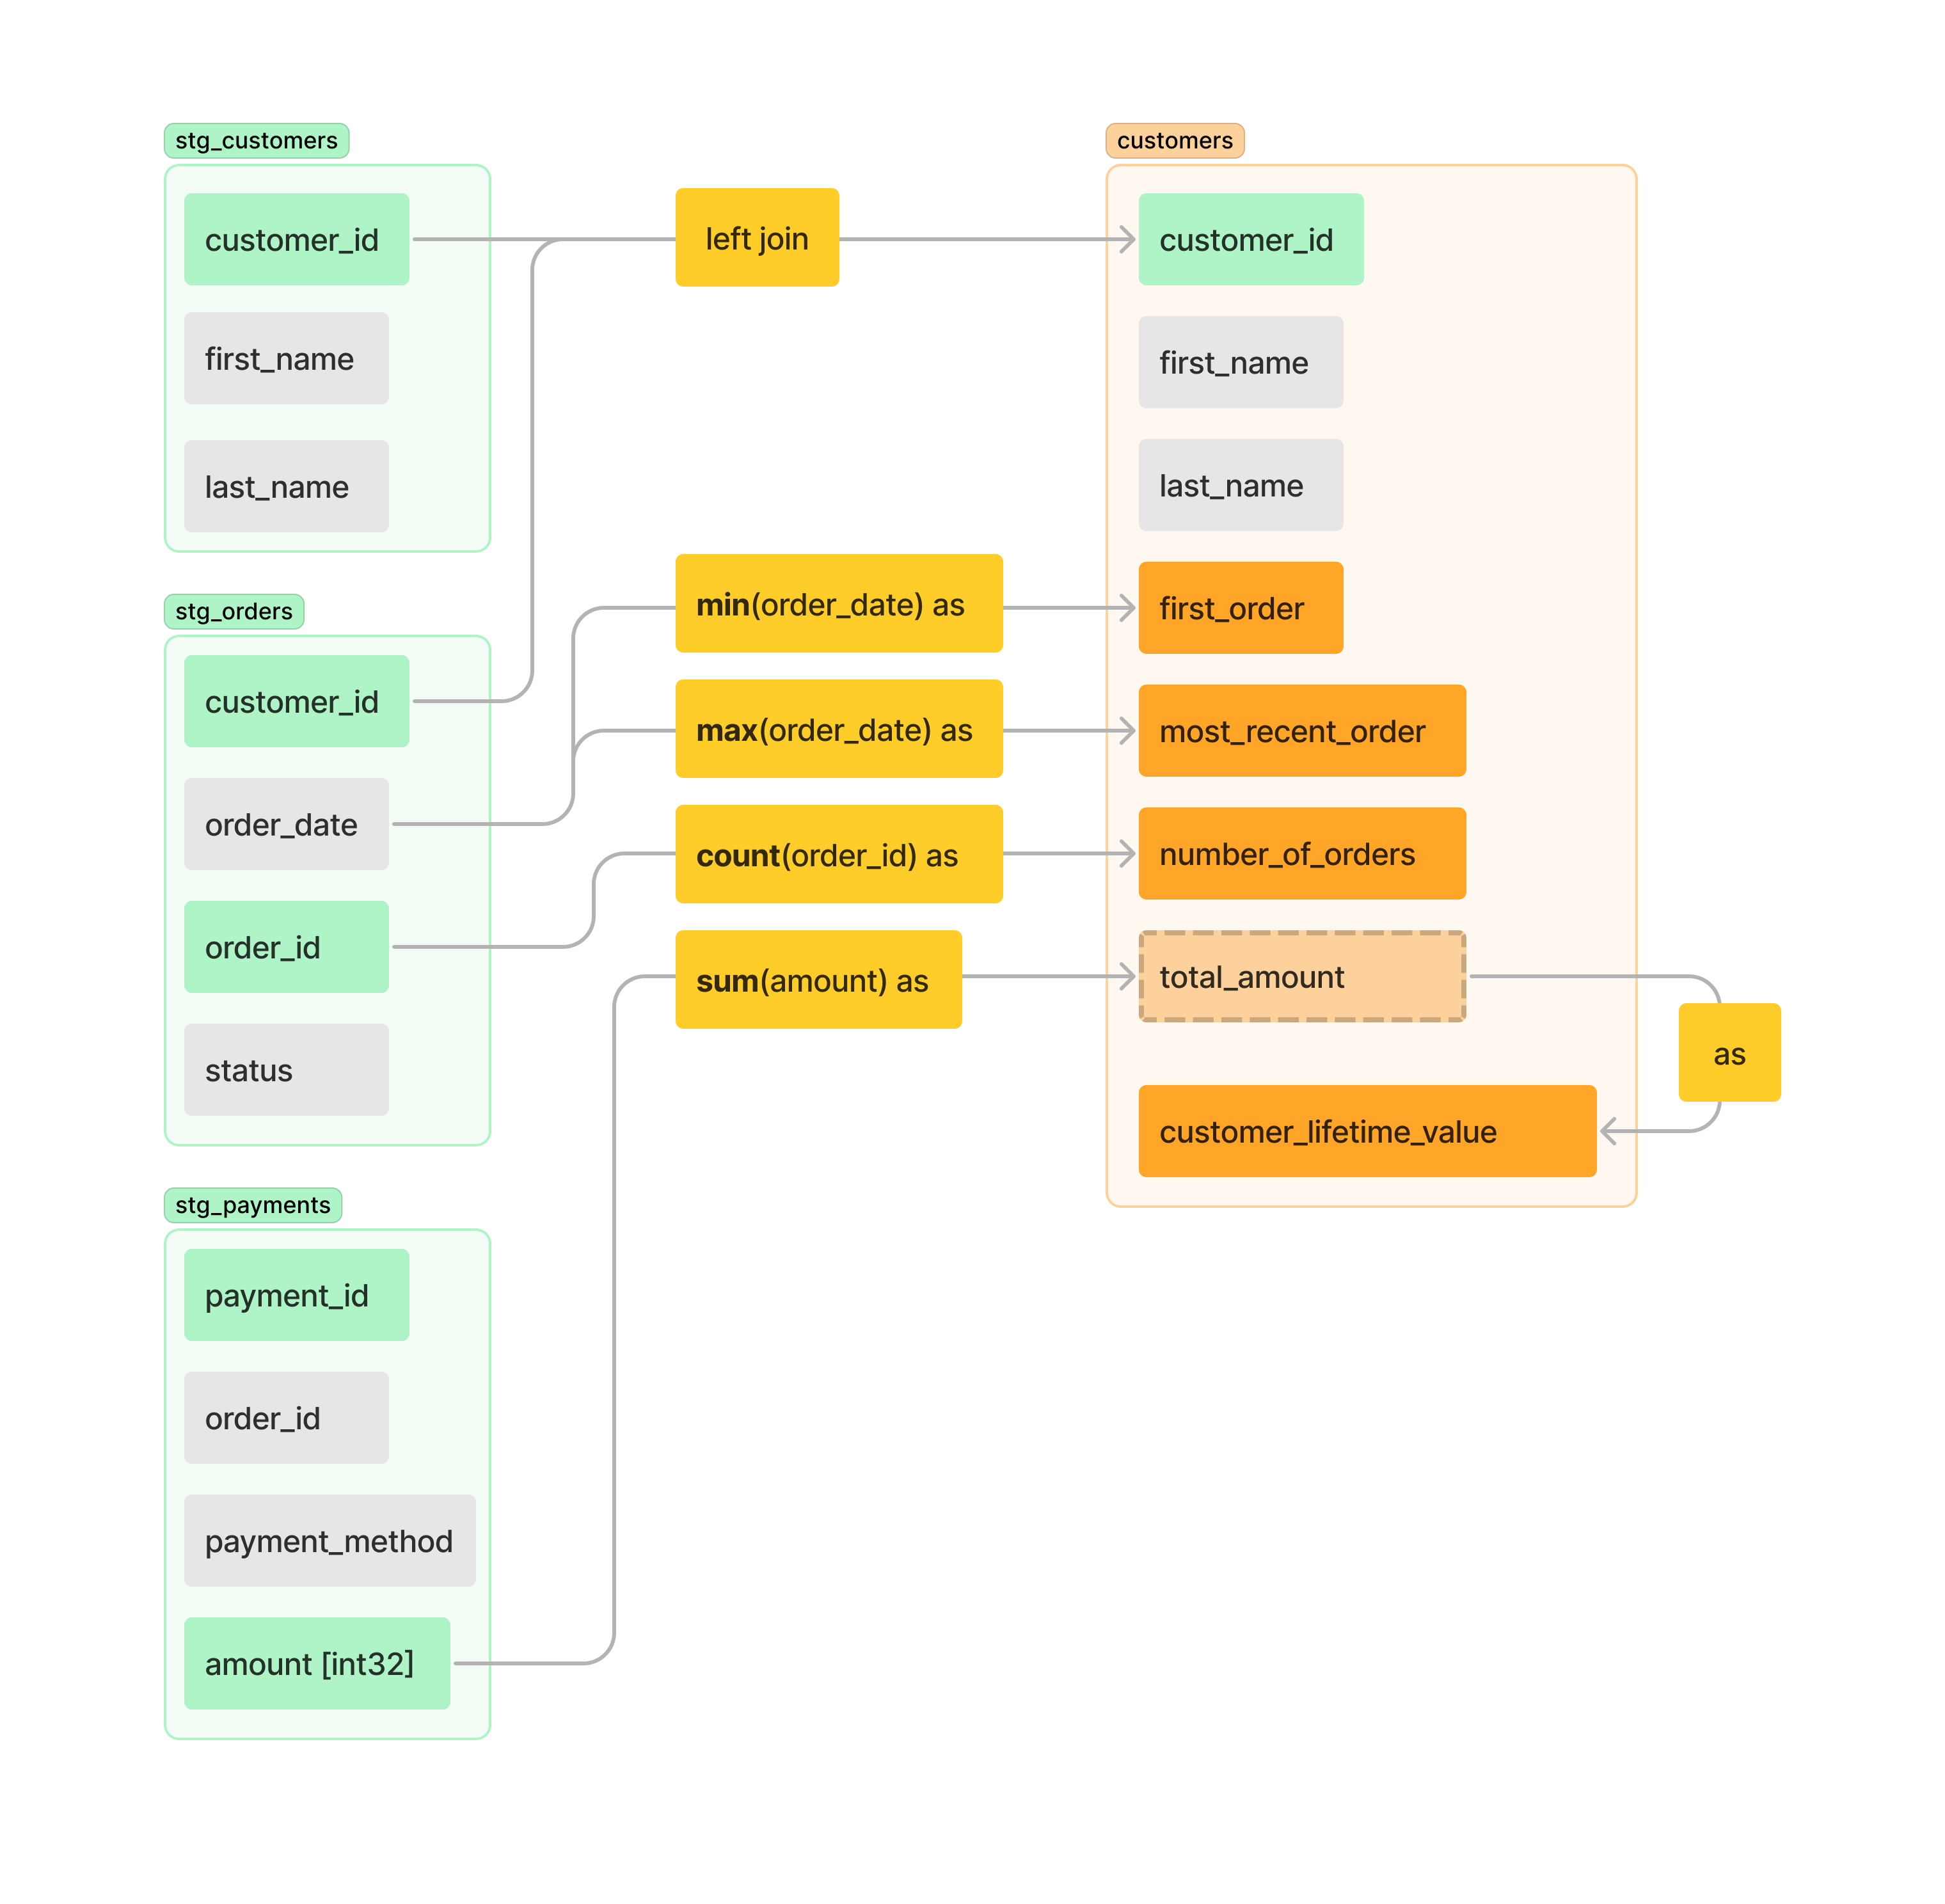 stg_customers
customer_id
first_name
last_name
stg_orders
customer_id
order_date
order_id
status
stg_payments
payment_id
order_id
payment_method
amount [int32]
left join
min(order_date) as
max(order_date) as
count(order_id) as
sum(amount) as
customers
customer_id
first_name
last_name
first_order
most_recent_order
number_of_orders
total_amount
as
customer_lifetime_value